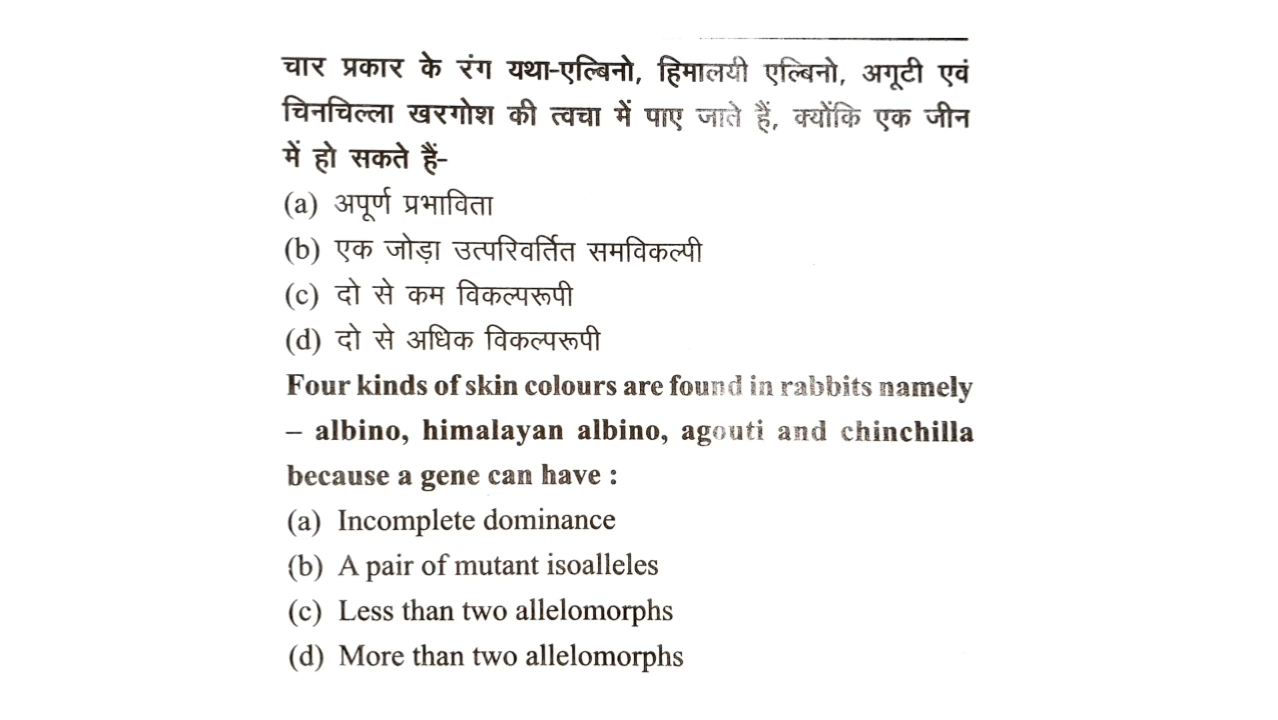 चार प्रकार के रंग यथा-एल्बिनो, हिमालयी एल्बिनो, अगूटी एवं
चिनचिल्ला खरगोश की त्वचा में पाए जाते हैं, क्योंकि एक जीन
में हो सकते हैं-
(a) अपूर्ण प्रभाविता
(b) एक जोड़ा उत्परिवर्तित समविकल्पी
(c) दो से कम विकल्परूपी
(d) दो से अधिक विकल्परूपी
Four kinds of skin colours are found in rabbits namely
– albino, himalayan albino, agouti and chinchilla
because a gene can have :
(a) Incomplete dominance
(b) A pair of mutant isoalleles
(c) Less than two allelomorphs
(d) More than two allelomorphs